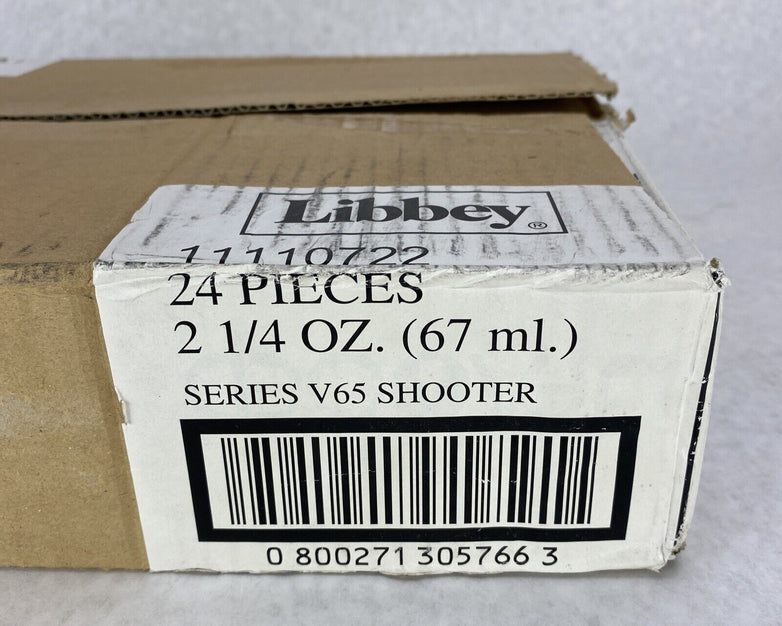 Libbey®
11110722
24 PIECES
2 1/4 OZ. (67 ml.)
SERIES V65 SHOOTER
0 800271 305766 3